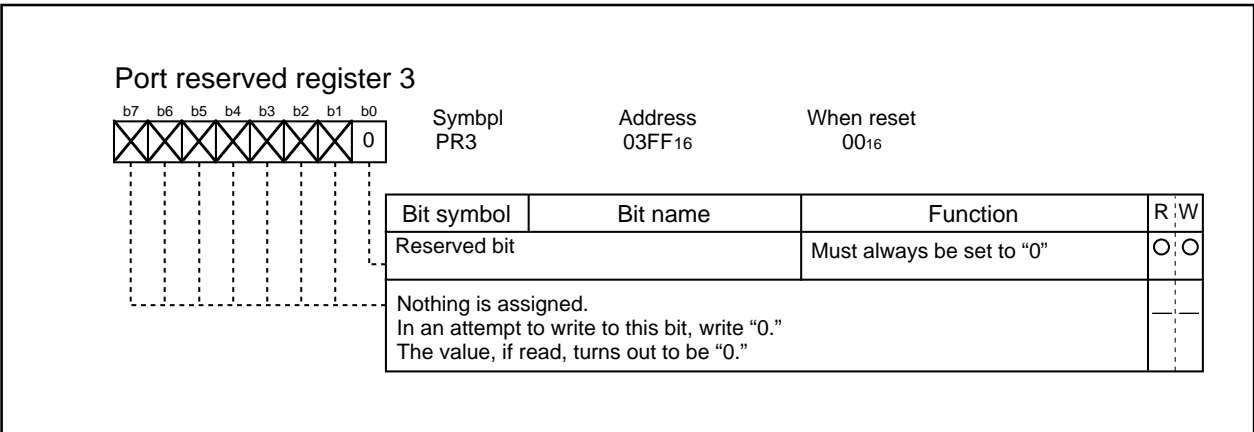 Port reserved register 3
b7 b6 b5 b4 b3 b2 b1 b0
0
Symbpl Address When reset
PR3 03FF16 0016
Bit symbol Bit name Function R W
Reserved bit Must always be set to “0”
Nothing is assigned.
In an attempt to write to this bit, write “0.”
The value, if read, turns out to be “0.”